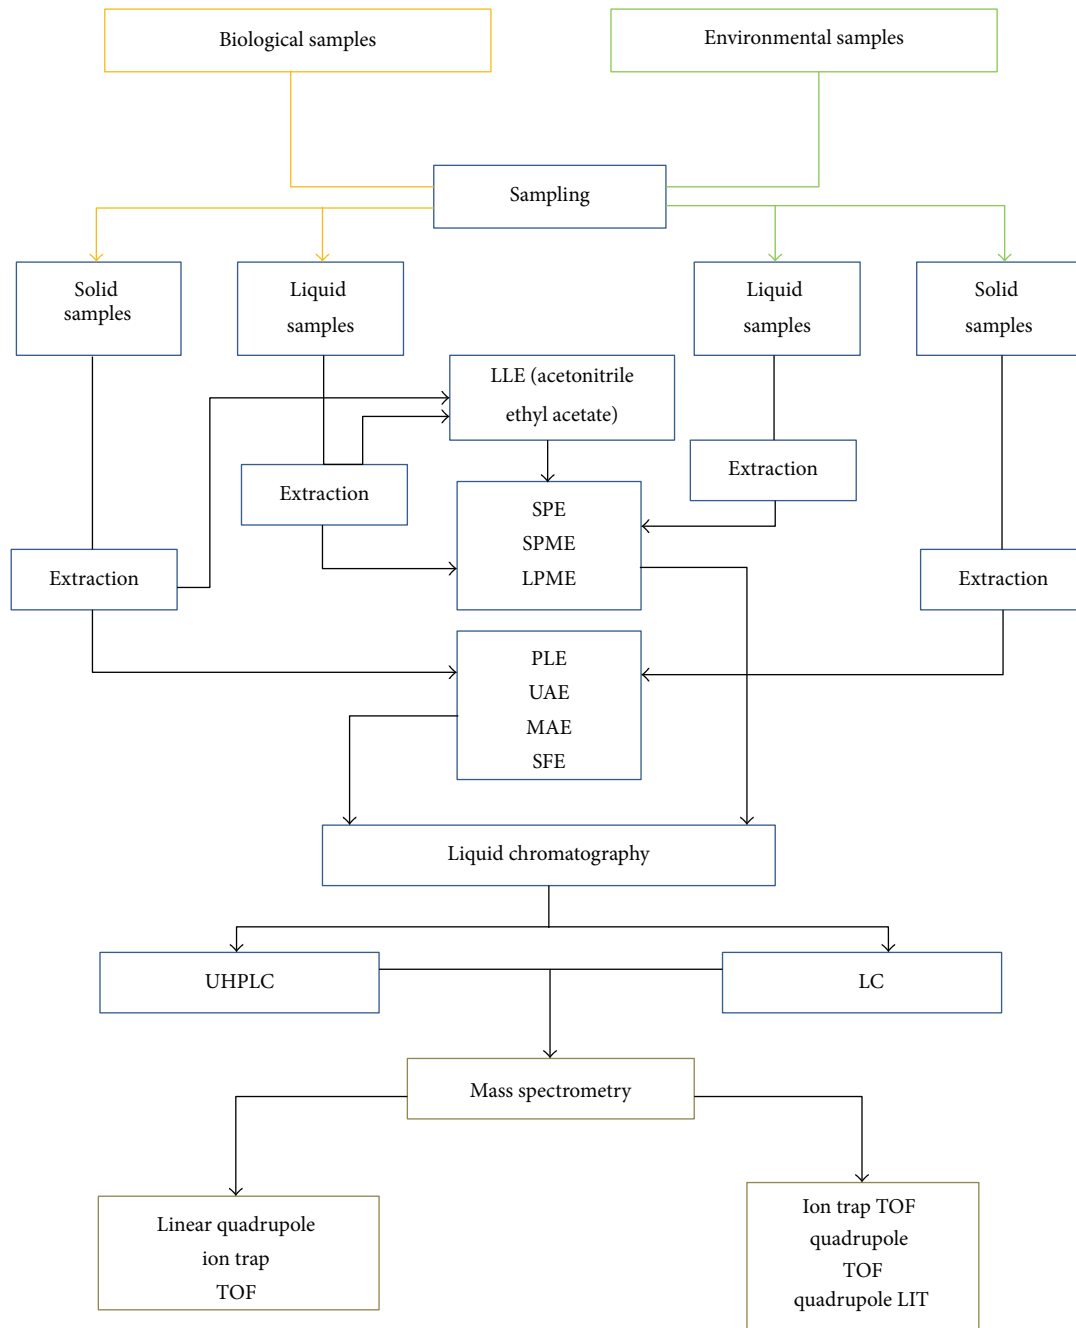 Biological samples
Environmental samples
Sampling
Solid
samples
Liquid
samples
Liquid
samples
Solid
samples
LLE (acetonitrile
ethyl acetate)
Extraction
Extraction
SPE
SPME
LPME
Extraction
Extraction
PLE
UAE
MAE
SFE
Liquid chromatography
UHPLC
LC
Mass spectrometry
Linear quadrupole
ion trap
TOF
Ion trap TOF
quadrupole
TOF
quadrupole LIT